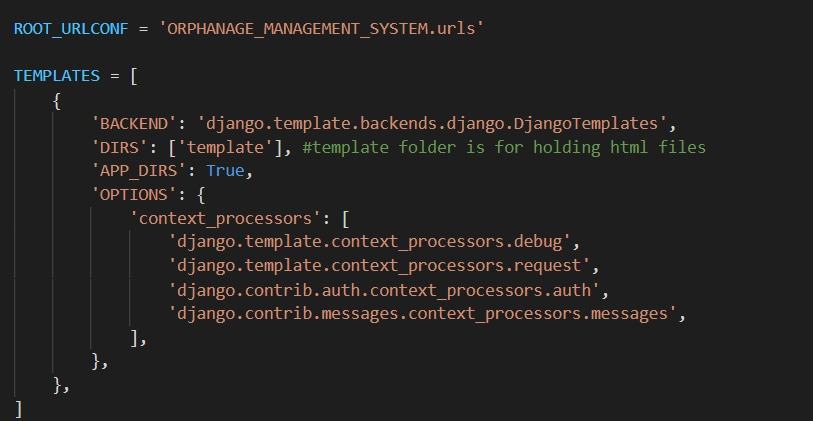 ROOT_URLCONF = 'ORPHANAGE_MANAGEMENT_SYSTEM.urls'

TEMPLATES = [
    {
        'BACKEND': 'django.template.backends.django.DjangoTemplates',
        'DIRS': ['template'], #template folder is for holding html files
        'APP_DIRS': True,
        'OPTIONS': {
            'context_processors': [
                'django.template.context_processors.debug',
                'django.template.context_processors.request',
                'django.contrib.auth.context_processors.auth',
                'django.contrib.messages.context_processors.messages',
            ],
        },
    },
]